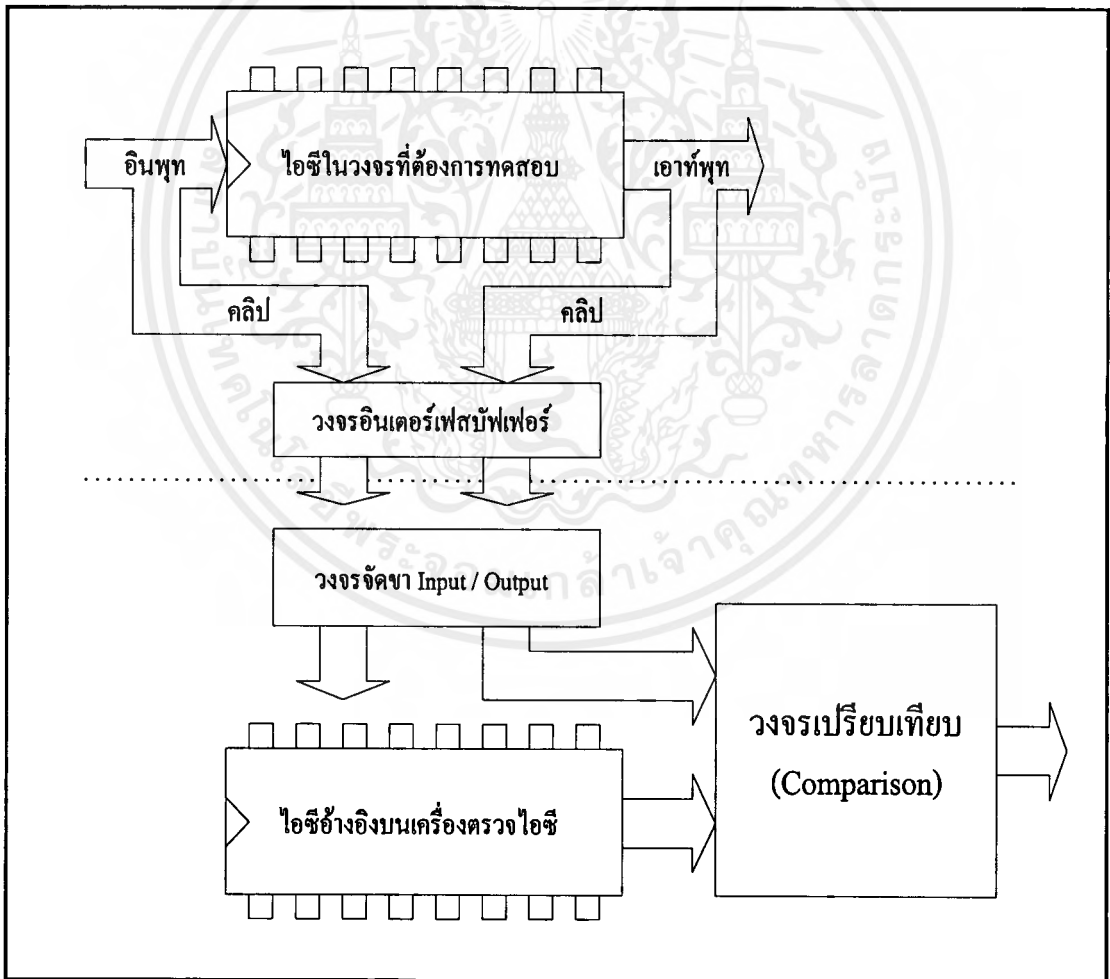 อินพุท
ไอซีในวงจรที่ต้องการทดสอบ
เอาท์พุท
คลิป
คลิป
วงจรอินเตอร์เฟสบัฟเฟอร์
วงจรจัดขา Input / Output
วงจรเปรียบเทียบ
(Comparison)
ไอซีอ้างอิงบนเครื่องตรวจไอซี